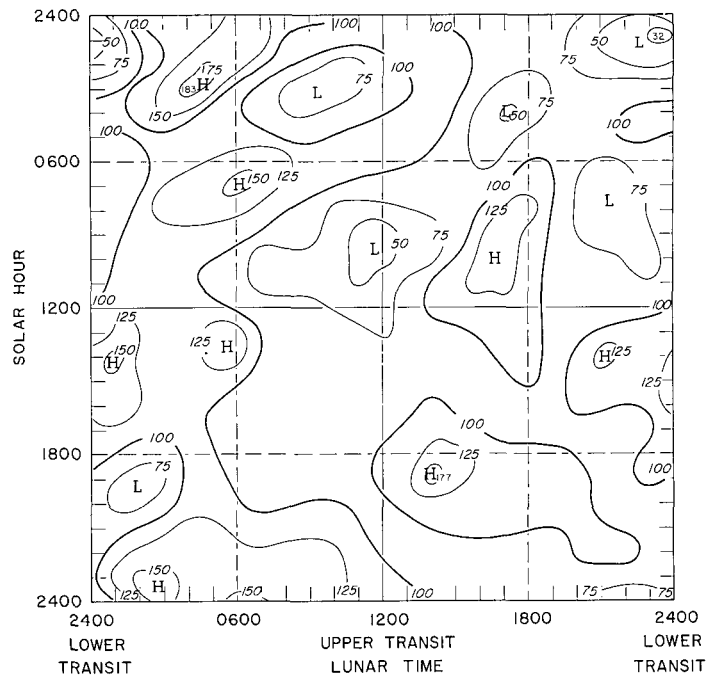 2400
100 100
50 50 L 32
75 175 75
183 H
100
L 75 L 75
150 50
100
100
0600
H 150 125 100 75
L
125
75
L 50 H
SOLAR HOUR
100
1200
100
125 125 H
H 150 H 125
125
100
100
1800
75 125 100
L H 177
H 150 125
125 150 100 75 75
2400
2400 0600 1200 1800 2400
LOWER UPPER TRANSIT LOWER
TRANSIT LUNAR TIME TRANSIT